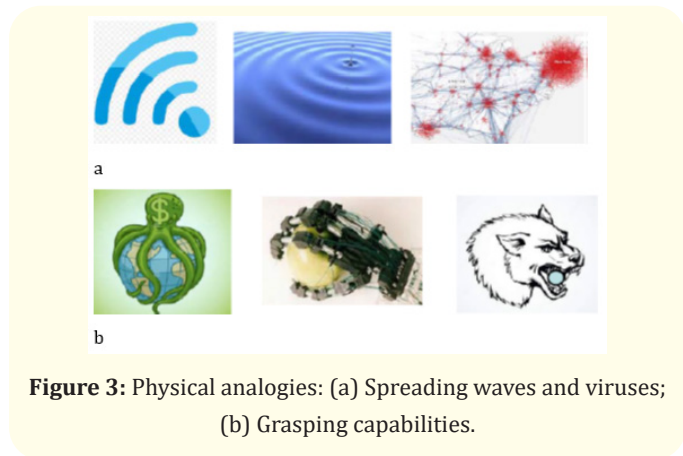 a
$
b
Figure 3: Physical analogies: (a) Spreading waves and viruses;
(b) Grasping capabilities.